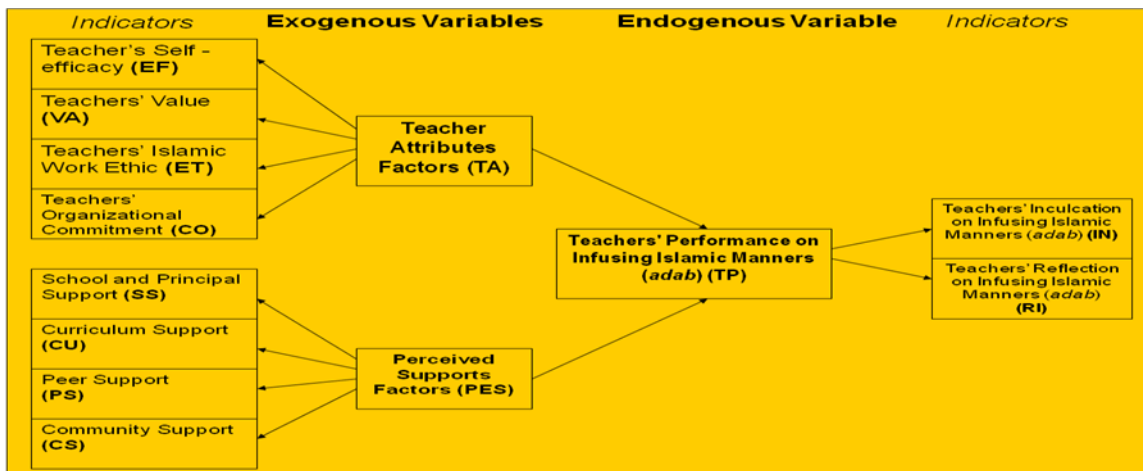 Indicators
Exogenous Variables
Endogenous Variable
Indicators
Teacher's Self -
efficacy (EF)
Teachers' Value
(VA)
Teachers' Islamic
Work Ethic (ET)
Teachers'
Organizational
Commitment (CO)
Teacher
Attributes
Factors (TA)
School and Principal
Support (SS)
Curriculum Support
(CU)
Peer Support
(PS)
Community Support
(CS)
Perceived
Supports
Factors (PES)
Teachers' Performance on
Infusing Islamic Manners
(adab) (TP)
Teachers' Inculcation
on Infusing Islamic
Manners (adab) (IN)
Teachers' Reflection
on Infusing Islamic
Manners (adab)
(RI)